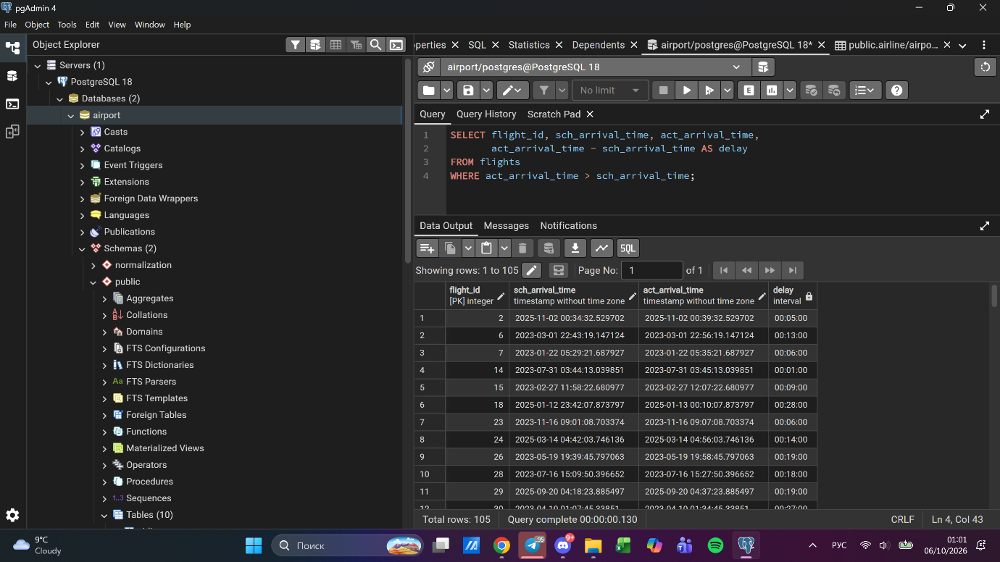 pgAdmin 4
File Object Tools Edit View Window Help
Object Explorer
Servers (1)
PostgreSQL 18
Databases (2)
airport
Casts
Catalogs
Event Triggers
Extensions
Foreign Data Wrappers
Languages
Publications
Schemas (2)
normalization
public
Aggregates
Collations
Domains
FTS Configurations
FTS Dictionaries
Aa FTS Parsers
FTS Templates
Foreign Tables
Functions
Materialized Views
Operators
Procedures
1..3 Sequences
Tables (10)
operties SQL Statistics Dependents airport/postgres@PostgreSQL 18* public.airline/airpo...
airport/postgres@PostgreSQL 18
No limit E
Query Query History Scratch Pad
1 SELECT flight_id, sch_arrival_time, act_arrival_time,
2 act_arrival_time - sch_arrival_time AS delay
3 FROM flights
4 WHERE act_arrival_time > sch_arrival_time;
Data Output Messages Notifications
SQL
Showing rows: 1 to 105 Page No: 1 of 1
flight_id sch_arrival_time act_arrival_time delay
[PK] integer timestamp without time zone timestamp without time zone interval
1 2 2025-11-02 00:34:32.529702 2025-11-02 00:39:32.529702 00:05:00
2 6 2023-03-01 22:43:19.147124 2023-03-01 22:56:19.147124 00:13:00
3 7 2023-01-22 05:29:21.687927 2023-01-22 05:35:21.687927 00:06:00
4 14 2023-07-31 03:44:13.039851 2023-07-31 03:45:13.039851 00:01:00
5 15 2023-02-27 11:58:22.680977 2023-02-27 12:07:22.680977 00:09:00
6 18 2025-01-12 23:42:07.873797 2025-01-13 00:10:07.873797 00:28:00
7 23 2023-11-16 09:01:08.703374 2023-11-16 09:07:08.703374 00:06:00
8 24 2025-03-14 04:42:03.746136 2025-03-14 04:56:03.746136 00:14:00
9 26 2023-05-19 19:39:45.797063 2023-05-19 19:58:45.797063 00:19:00
10 28 2023-07-16 15:09:50.396652 2023-07-16 15:27:50.396652 00:18:00
11 29 2025-09-20 04:18:23.885497 2025-09-20 04:37:23.885497 00:19:00
12 30 2023-04-10 01:07:45.33851 2023-04-10 01:34:45.33851 00:27:00
Total rows: 105 Query complete 00:00:00.130 CRLF Ln 4, Col 43
9°C
Cloudy
Поиск
95
9+
РУС
01:01
06/10/2026